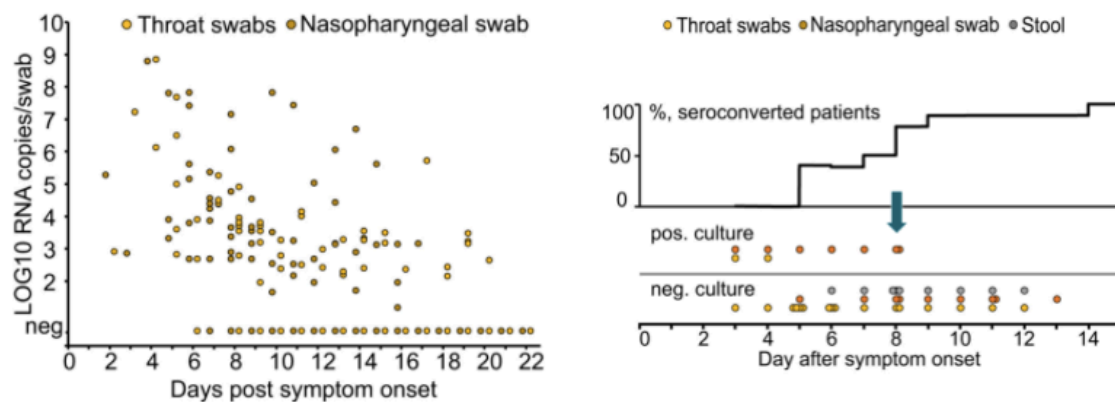 Throat swabs Nasopharyngeal swab
LOG10 RNA copies/swab
10
9
8
7
6
5
4
3
2
neg
0 2 4 6 8 10 12 14 16 18 20 22
Days post symptom onset
Throat swabs Nasopharyngeal swab Stool
%, seroconverted patients
100
50
0
pos. culture
neg. culture
0 2 4 6 8 10 12 14
Day after symptom onset